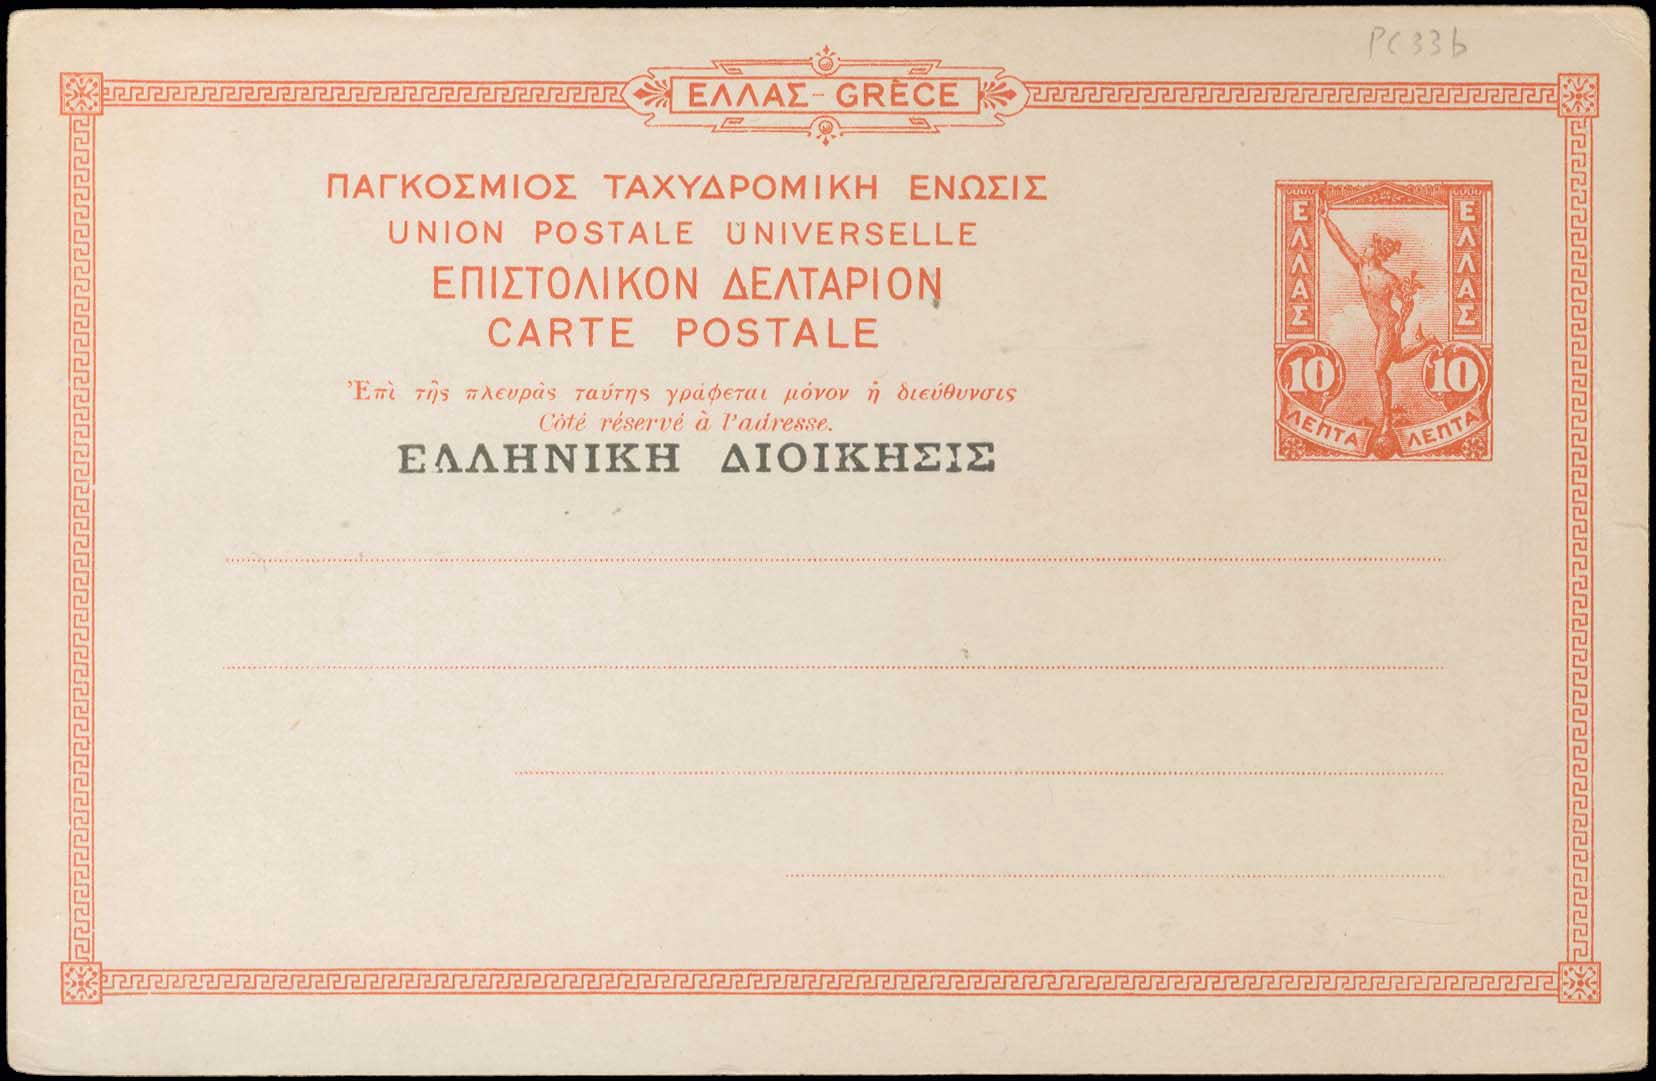 PC33b
ΕΛΛΑΣ - GRÈCE
ΠΑΓΚΟΣΜΙΟΣ ΤΑΧΥΔΡΟΜΙΚΗ ΕΝΩΣΙΣ
UNION POSTALE UNIVERSELLE
ΕΠΙΣΤΟΛΙΚΟΝ ΔΕΛΤΑΡΙΟΝ
CARTE POSTALE
Ἐπὶ τῆς πλευρᾶς ταύτης γράφεται μόνον ἡ διεύθυνσις
Côté réservé à l'adresse.
ΕΛΛΗΝΙΚΗ ΔΙΟΙΚΗΣΙΣ
ΕΛΛΑΣ ΕΛΛΑΣ
10 10
ΛΕΠΤΑ ΛΕΠΤΑ